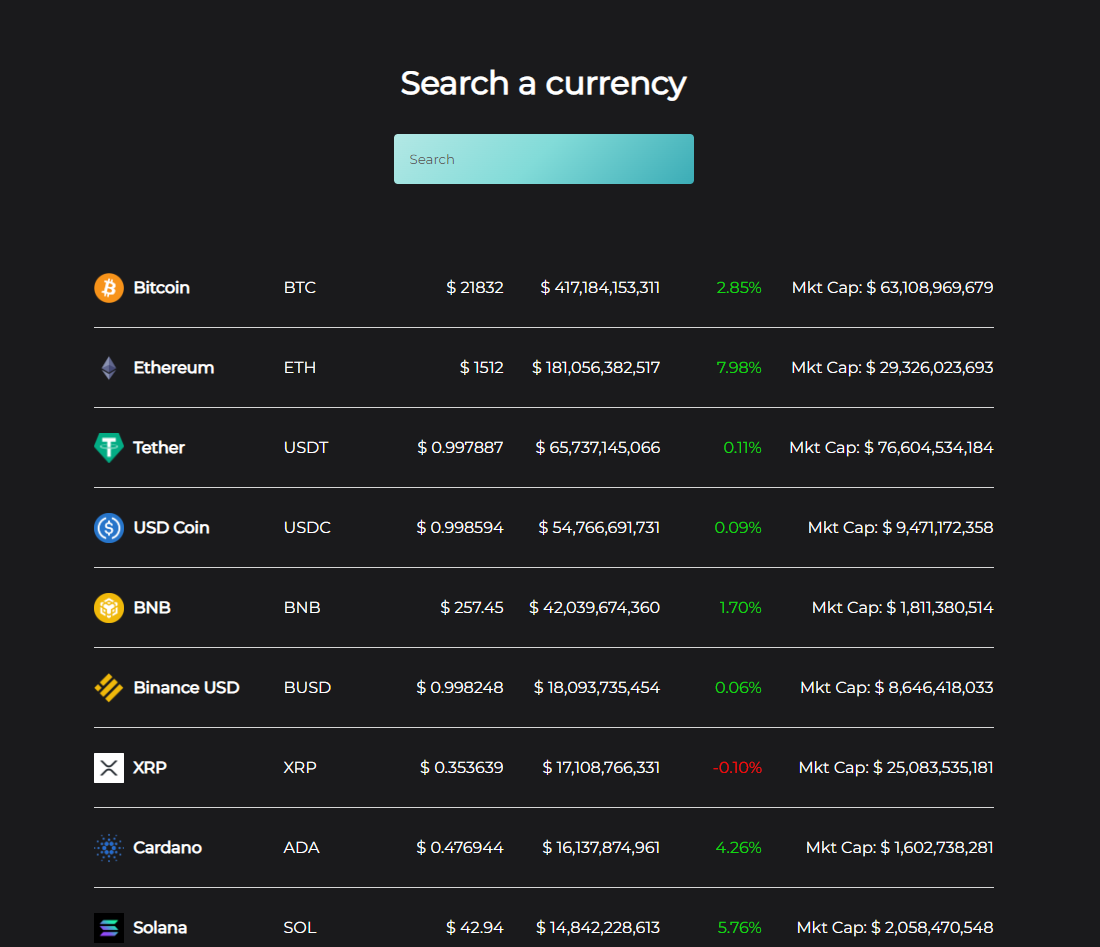 Search a currency
Search
Bitcoin BTC $ 21832 $ 417,184,153,311 2.85% Mkt Cap: $ 63,108,969,679
Ethereum ETH $ 1512 $ 181,056,382,517 7.98% Mkt Cap: $ 29,326,023,693
Tether USDT $ 0.997887 $ 65,737,145,066 0.11% Mkt Cap: $ 76,604,534,184
USD Coin USDC $ 0.998594 $ 54,766,691,731 0.09% Mkt Cap: $ 9,471,172,358
BNB BNB $ 257.45 $ 42,039,674,360 1.70% Mkt Cap: $ 1,811,380,514
Binance USD BUSD $ 0.998248 $ 18,093,735,454 0.06% Mkt Cap: $ 8,646,418,033
XRP XRP $ 0.353639 $ 17,108,766,331 -0.10% Mkt Cap: $ 25,083,535,181
Cardano ADA $ 0.476944 $ 16,137,874,961 4.26% Mkt Cap: $ 1,602,738,281
Solana SOL $ 42.94 $ 14,842,228,613 5.76% Mkt Cap: $ 2,058,470,548